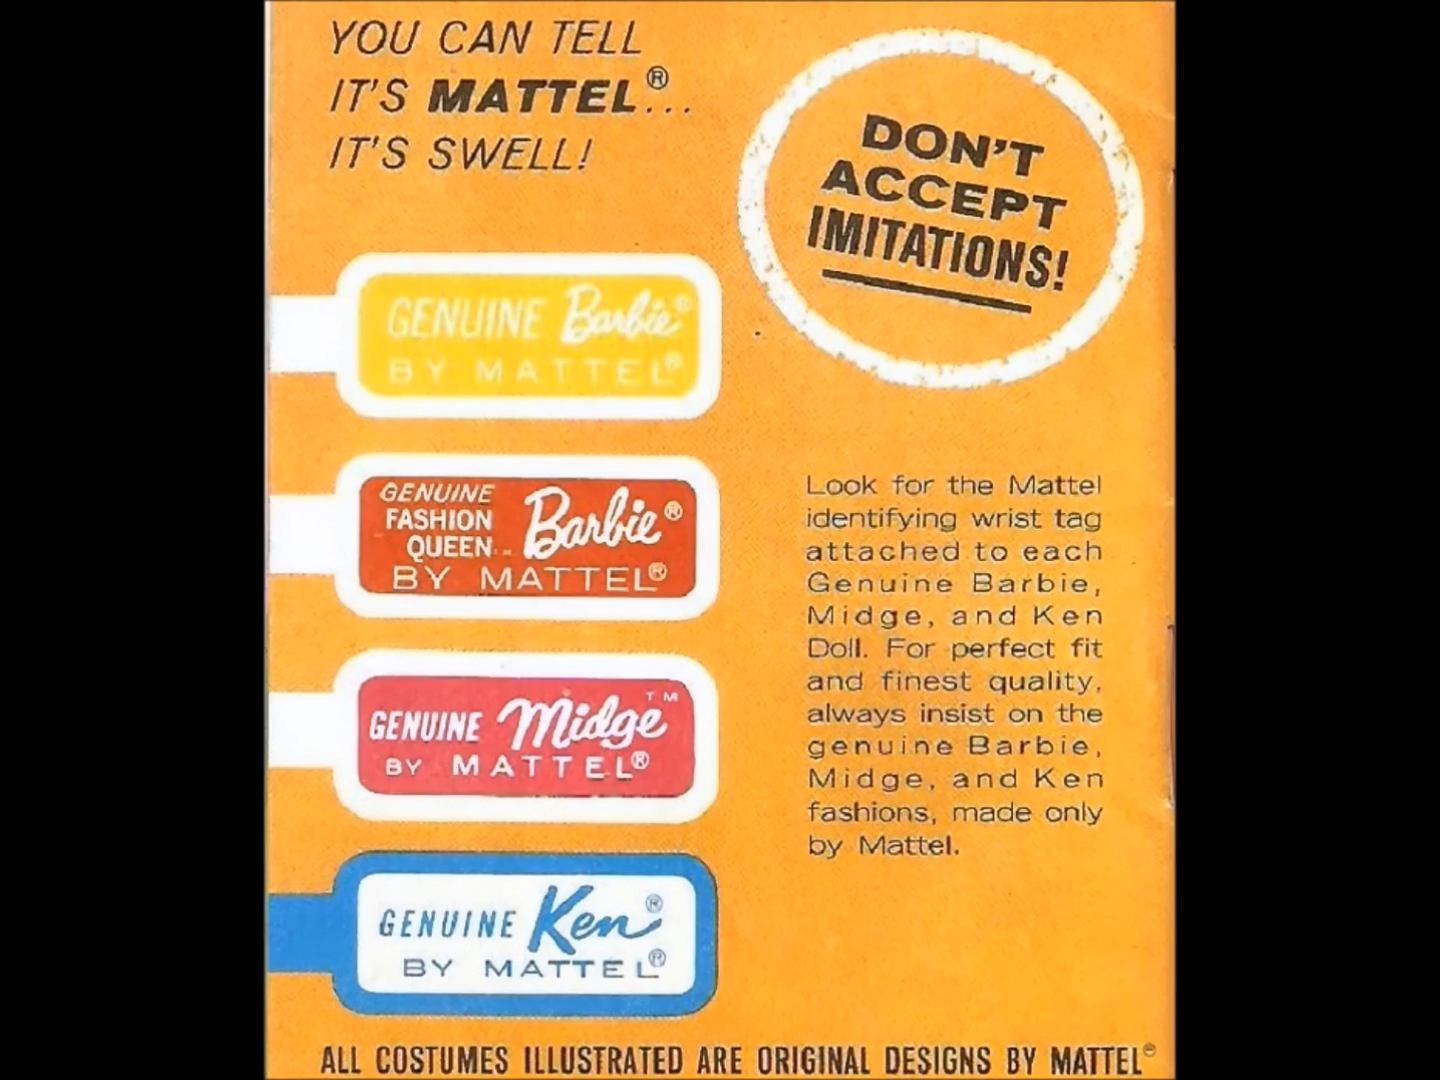 YOU CAN TELL
IT'S MATTEL®...
IT'S SWELL!
DON'T
ACCEPT
IMITATIONS!
GENUINE Barbie®
BY MATTEL®
GENUINE
FASHION
QUEEN™ Barbie®
BY MATTEL®
GENUINE Midge™
BY MATTEL®
GENUINE Ken®
BY MATTEL®
Look for the Mattel
identifying wrist tag
attached to each
Genuine Barbie,
Midge, and Ken
Doll. For perfect fit
and finest quality,
always insist on the
genuine Barbie,
Midge, and Ken
fashions, made only
by Mattel.
ALL COSTUMES ILLUSTRATED ARE ORIGINAL DESIGNS BY MATTEL®